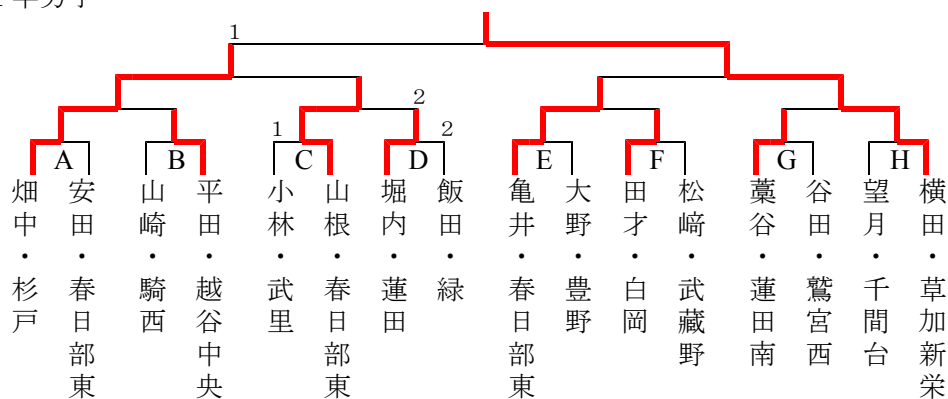 1
2
1
2
A
B
C
D
E
F
G
H
畑中・杉戸
安田・春日部東
山崎・騎西
平田・越谷中央
小林・武里
山根・春日部東
堀内・蓮田
飯田・緑
亀井・春日部東
大野・豊野
田才・白岡
松﨑・武蔵野
藁谷・蓮田南
谷田・鷲宮西
望月・千間台
横田・草加新栄